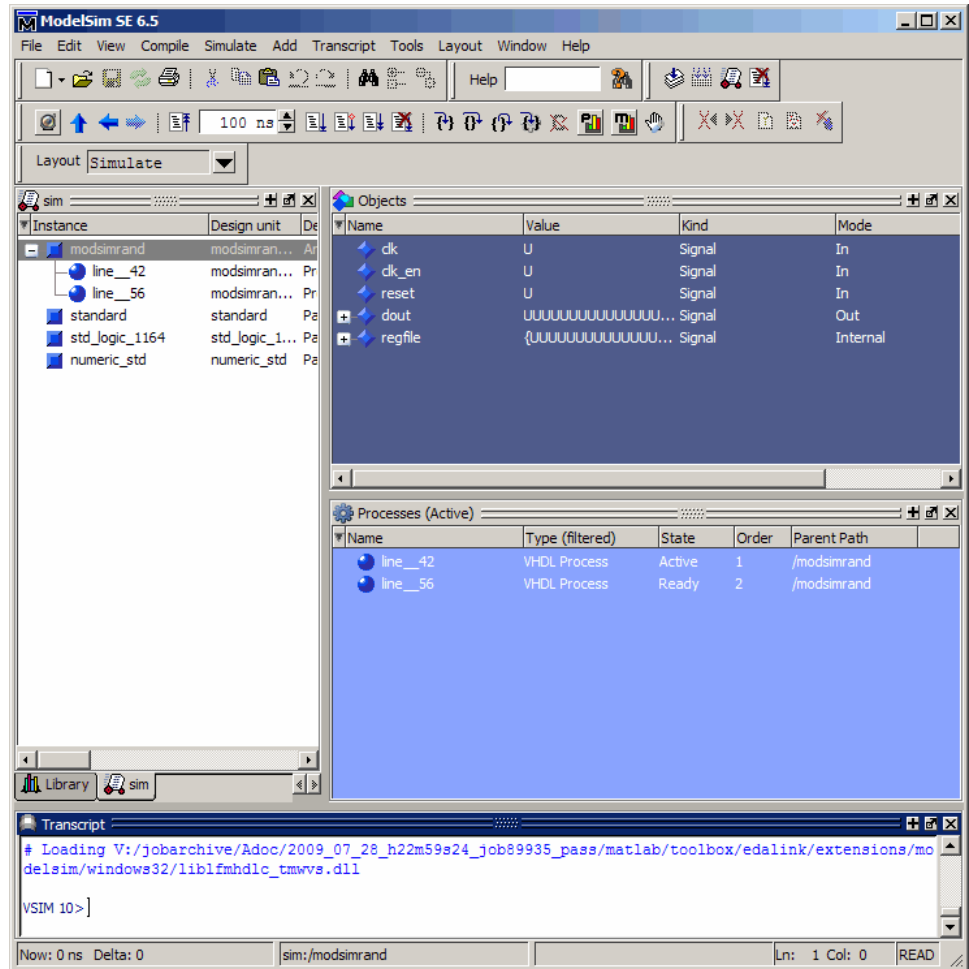 ModelSim SE 6.5
File Edit View Compile Simulate Add Transcript Tools Layout Window Help
Help
100 ns
Layout Simulate
sim
Instance Design unit De
modsimrand modsimran... Ar
line__42 modsimran... Pr
line__56 modsimran... Pr
standard standard Pa
std_logic_1164 std_logic_1... Pa
numeric_std numeric_std Pa
Library sim
Objects
Name Value Kind Mode
clk U Signal In
clk_en U Signal In
reset U Signal In
dout UUUUUUUUUUUUUUU... Signal Out
regfile {UUUUUUUUUUUUUU... Signal Internal
Processes (Active)
Name Type (filtered) State Order Parent Path
line__42 VHDL Process Active 1 /modsimrand
line__56 VHDL Process Ready 2 /modsimrand
Transcript
# Loading V:/jobarchive/Adoc/2009_07_28_h22m59s24_job89935_pass/matlab/toolbox/edalink/extensions/mo
delsim/windows32/liblfmhdlc_tmwvs.dll
VSIM 10>
Now: 0 ns Delta: 0 sim:/modsimrand Ln: 1 Col: 0 READ